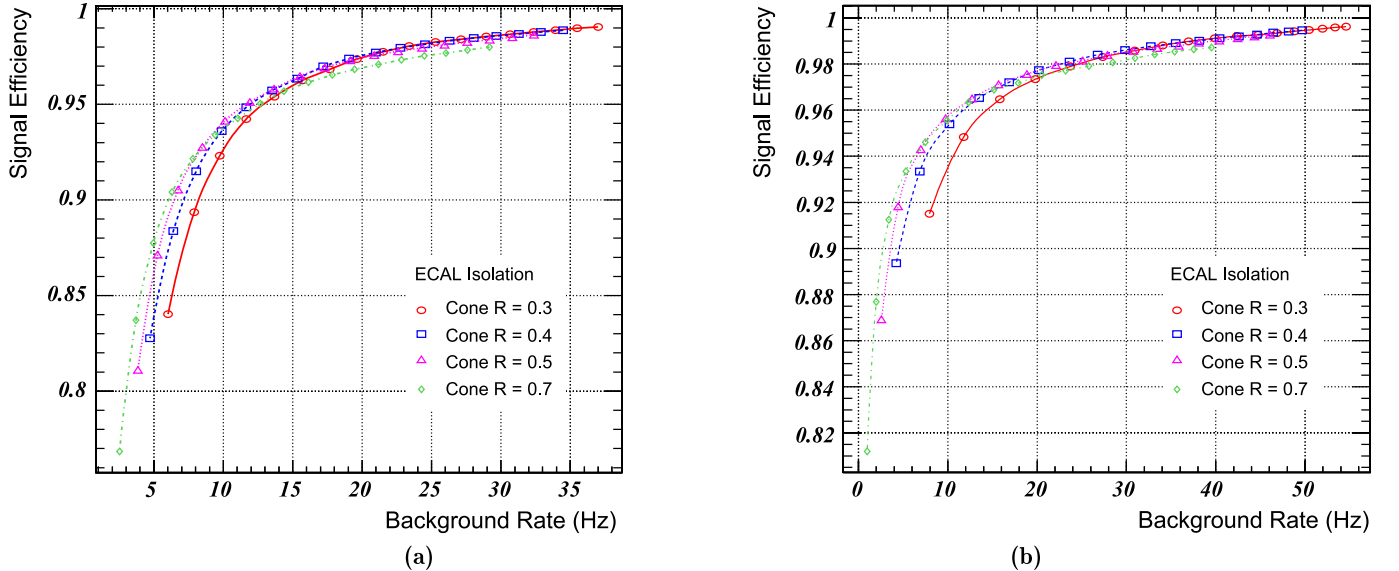 Signal Efficiency
1
0.95
0.9
0.85
0.8
ECAL Isolation
Cone R = 0.3
Cone R = 0.4
Cone R = 0.5
Cone R = 0.7
5 10 15 20 25 30 35
Background Rate (Hz)
(a)
Signal Efficiency
1
0.98
0.96
0.94
0.92
0.9
0.88
0.86
0.84
0.82
ECAL Isolation
Cone R = 0.3
Cone R = 0.4
Cone R = 0.5
Cone R = 0.7
0 10 20 30 40 50
Background Rate (Hz)
(b)